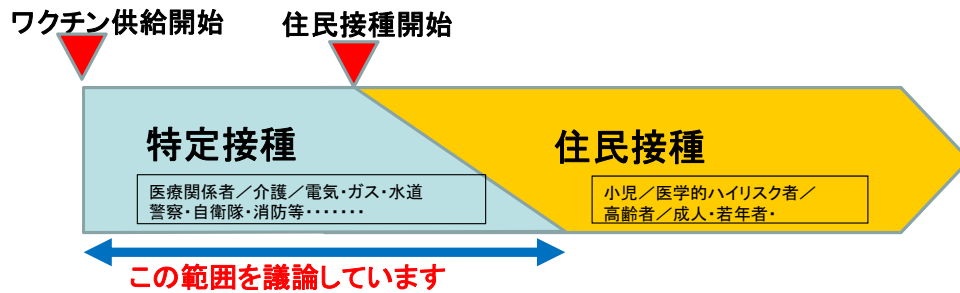 ワクチン供給開始
住民接種開始
特定接種
医療関係者／介護／電気・ガス・水道
警察・自衛隊・消防等・・・・・・・
住民接種
小児／医学的ハイリスク者／
高齢者／成人・若年者・
この範囲を議論しています